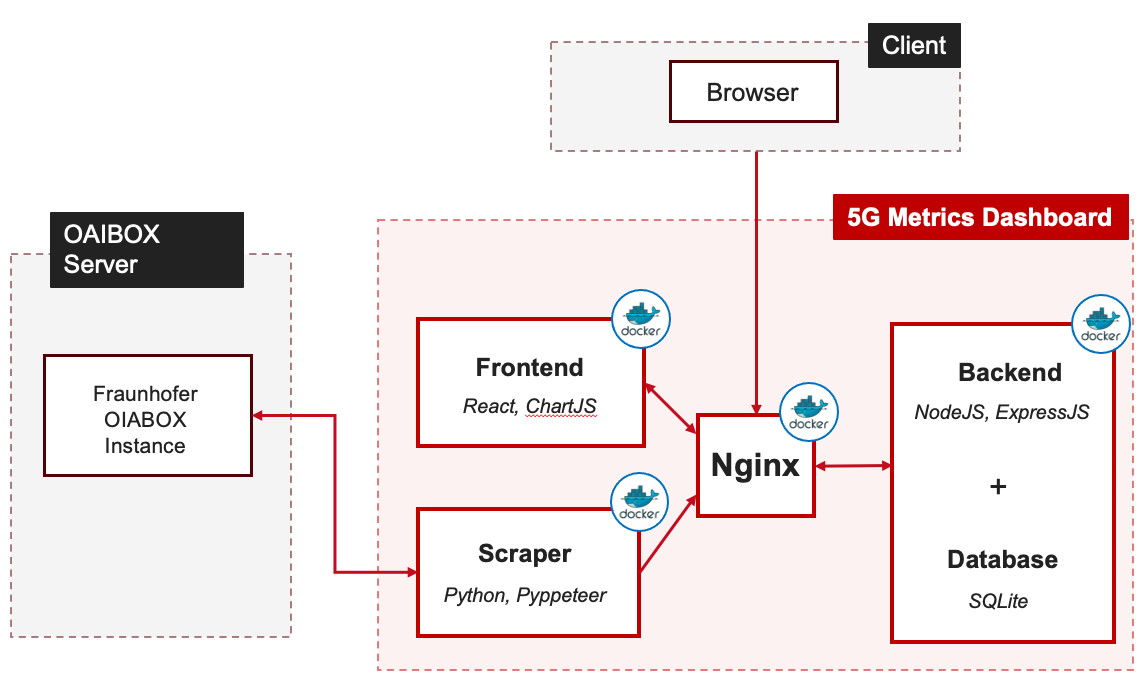 Client
Browser
5G Metrics Dashboard
OAIBOX
Server
Fraunhofer
OIABOX
Instance
docker
Frontend
React, ChartJS
docker
Scraper
Python, Pyppeteer
docker
Nginx
docker
Backend
NodeJS, ExpressJS
+
Database
SQLite